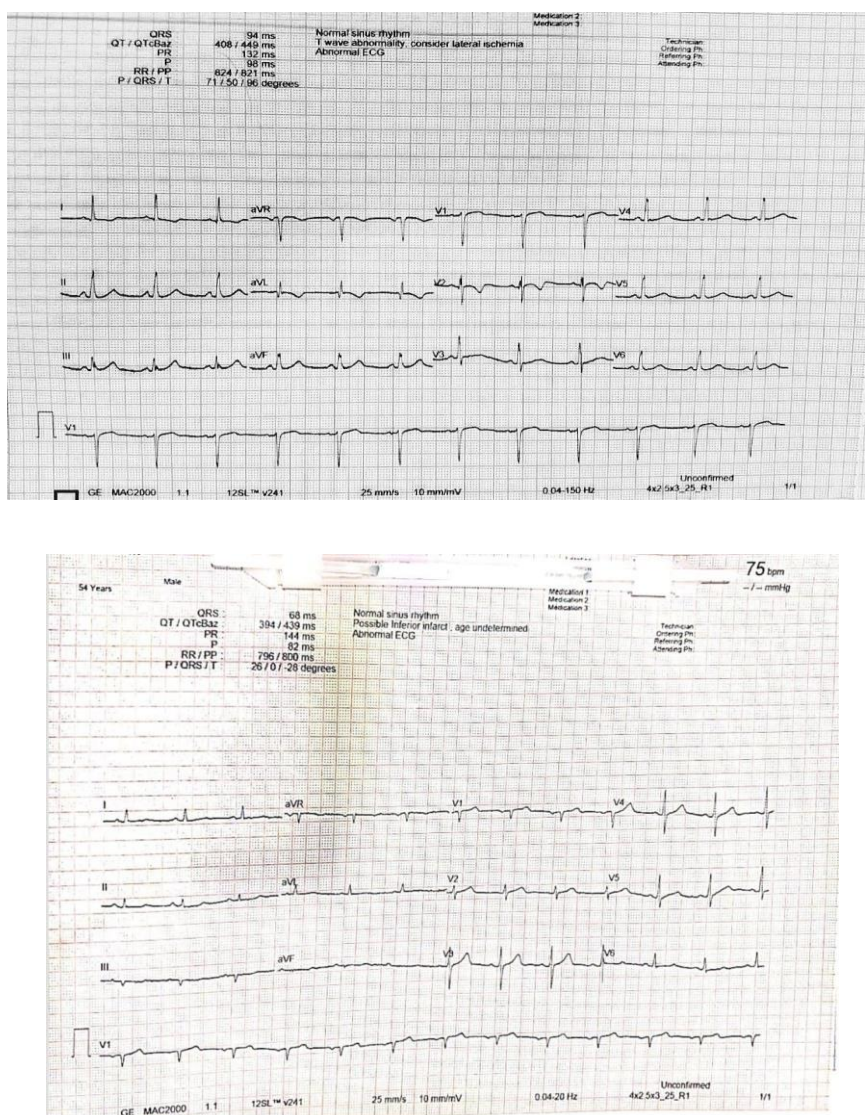 Medication 2:
Medication 3:
QRS 94 ms Normal sinus rhythm
QT / QTcBaz 408 / 449 ms T wave abnormality, consider lateral ischemia
PR 132 ms Abnormal ECG
P 98 ms
RR / PP 824 / 821 ms
P / QRS / T 71 / 50 / 96 degrees
Technician:
Ordering Ph:
Referring Ph:
Attending Ph:
I aVR V1 V4
II aVL V2 V5
III aVF V3 V6
V1
Unconfirmed
GE MAC2000 1.1 12SL™ v241 25 mm/s 10 mm/mV 0.04-150 Hz 4x2.5x3_25_R1 1/1
75 bpm
-- / -- mmHg
54 Years Male
Medication 1
Medication 2
Medication 3
QRS : 68 ms Normal sinus rhythm
QT / QTcBaz : 394 / 439 ms Possible Inferior infarct , age undetermined
PR : 144 ms Abnormal ECG
P : 82 ms
RR / PP : 796 / 800 ms
P / QRS / T : 26 / 0 / -28 degrees
Technician:
Ordering Ph:
Referring Ph:
Attending Ph:
I aVR V1 V4
II aVL V2 V5
III aVF V3 V6
V1
Unconfirmed
GE MAC2000 1.1 12SL™ v241 25 mm/s 10 mm/mV 0.04-20 Hz 4x2.5x3_25_R1 1/1